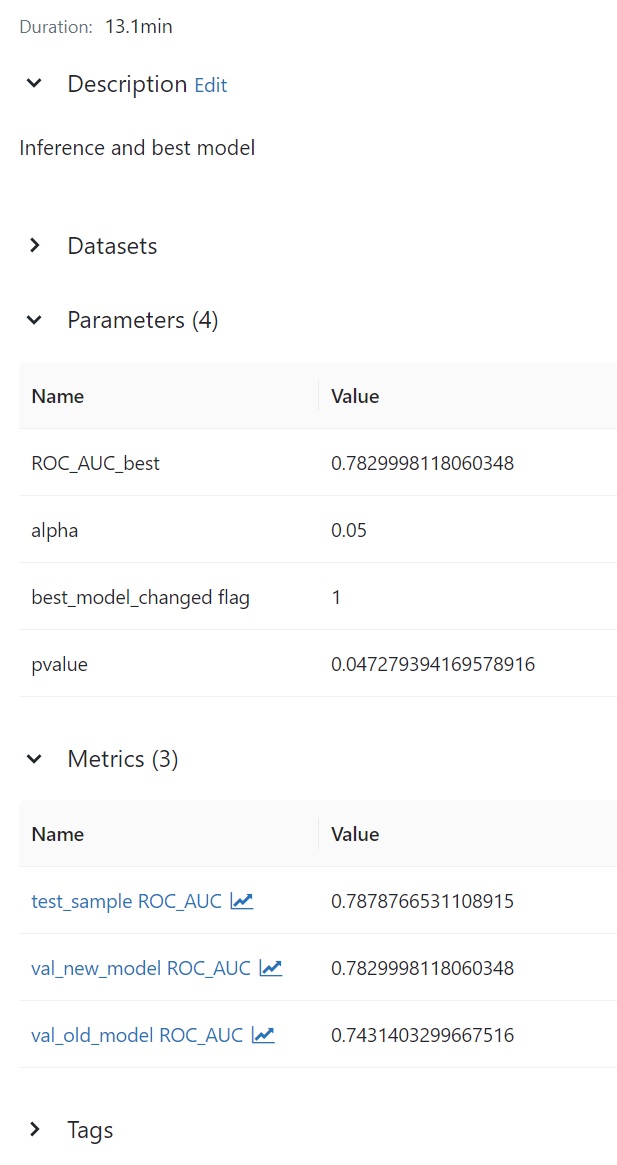 Duration: 13.1min
Description Edit
Inference and best model
Datasets
Parameters (4)
Name Value
ROC_AUC_best 0.7829998118060348
alpha 0.05
best_model_changed flag 1
pvalue 0.047279394169578916
Metrics (3)
Name Value
test_sample ROC_AUC 0.7878766531108915
val_new_model ROC_AUC 0.7829998118060348
val_old_model ROC_AUC 0.7431403299667516
Tags